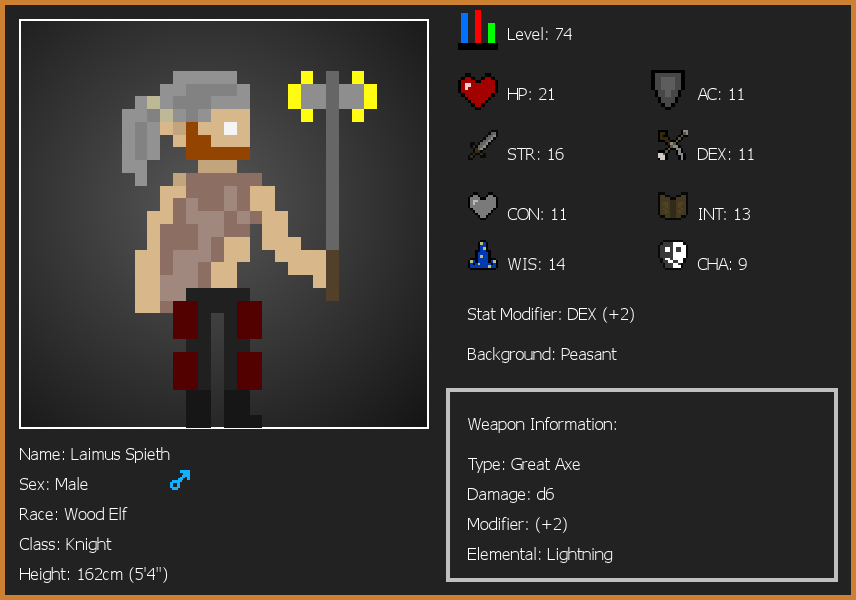 Level: 74
HP: 21
AC: 11
STR: 16
DEX: 11
CON: 11
INT: 13
WIS: 14
CHA: 9
Stat Modifier: DEX (+2)
Background: Peasant
Weapon Information:
Type: Great Axe
Damage: d6
Modifier: (+2)
Elemental: Lightning
Name: Laimus Spieth
Sex: Male
Race: Wood Elf
Class: Knight
Height: 162cm (5'4")